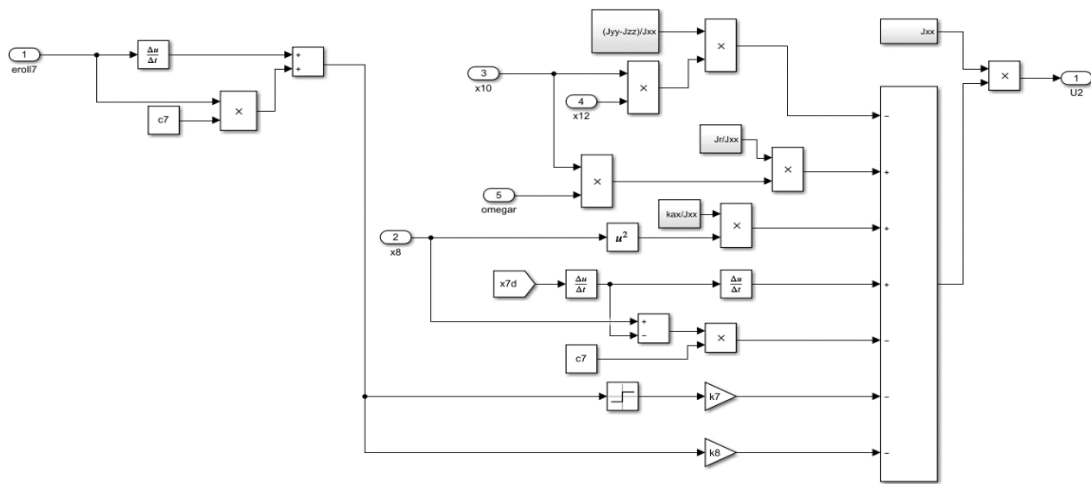 1
eroll7
Δu
Δt
+
+
c7
×
(Jyy-Jzz)/Jxx
×
3
x10
×
4
x12
Jr/Jxx
×
×
5
omegar
kax/Jxx
×
2
x8
u²
x7d
Δu
Δt
Δu
Δt
+
−
×
c7
k7
k8
−
+
+
+
−
−
−
Jxx
×
1
U2